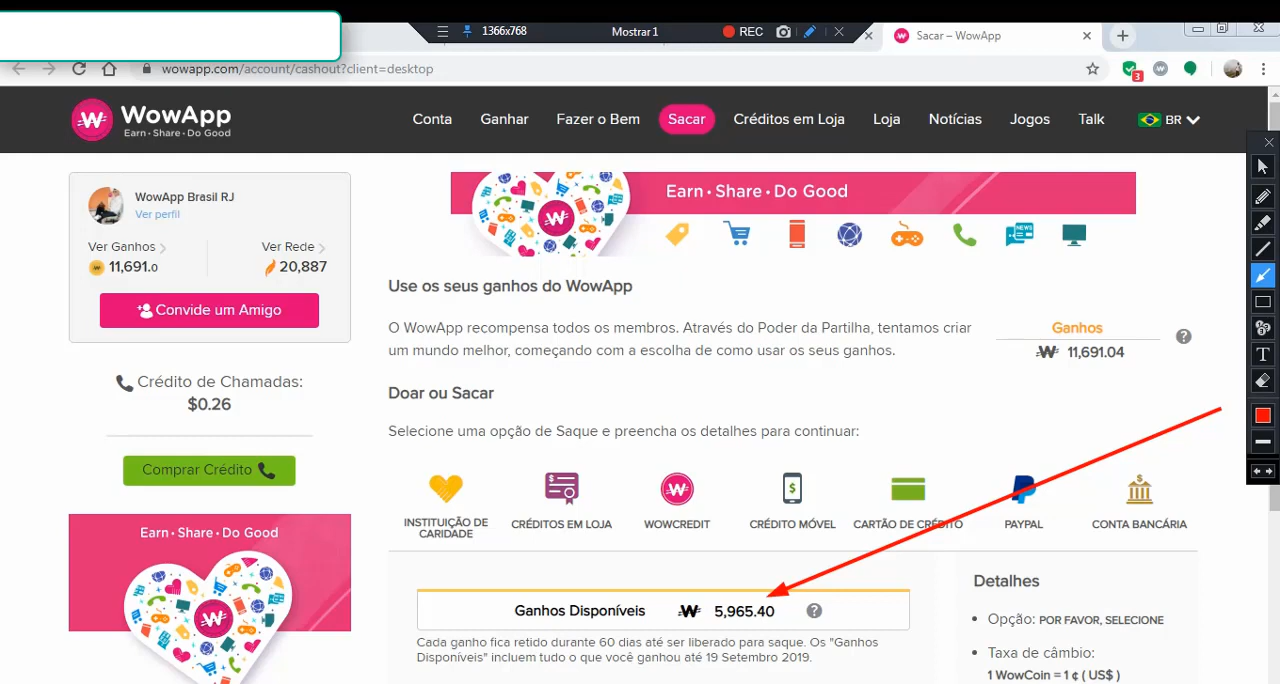 1366x768
Mostrar1
REC
Sacar – WowApp
wowapp.com/account/cashout?client=desktop
3
WowApp
Earn · Share · Do Good
Conta
Ganhar
Fazer o Bem
Sacar
Créditos em Loja
Loja
Notícias
Jogos
Talk
BR
WowApp Brasil RJ
Ver perfil
Ver Ganhos
Ver Rede
11,691.0
20,887
Convide um Amigo
Crédito de Chamadas:
$0.26
Comprar Crédito
Earn · Share · Do Good
Earn · Share · Do Good
NEWS
Use os seus ganhos do WowApp
O WowApp recompensa todos os membros. Através do Poder da Partilha, tentamos criar
um mundo melhor, começando com a escolha de como usar os seus ganhos.
Ganhos
11,691.04
?
Doar ou Sacar
Selecione uma opção de Saque e preencha os detalhes para continuar:
INSTITUIÇÃO DE
CARIDADE
CRÉDITOS EM LOJA
WOWCREDIT
CRÉDITO MÓVEL
CARTÃO DE CRÉDITO
PAYPAL
CONTA BANCÁRIA
Ganhos Disponíveis
5,965.40
?
Cada ganho fica retido durante 60 dias até ser liberado para saque. Os "Ganhos
Disponíveis" incluem tudo o que você ganhou até 19 Setembro 2019.
Detalhes
• Opção: POR FAVOR, SELECIONE
• Taxa de câmbio:
1 WowCoin = 1 ¢ ( US$ )